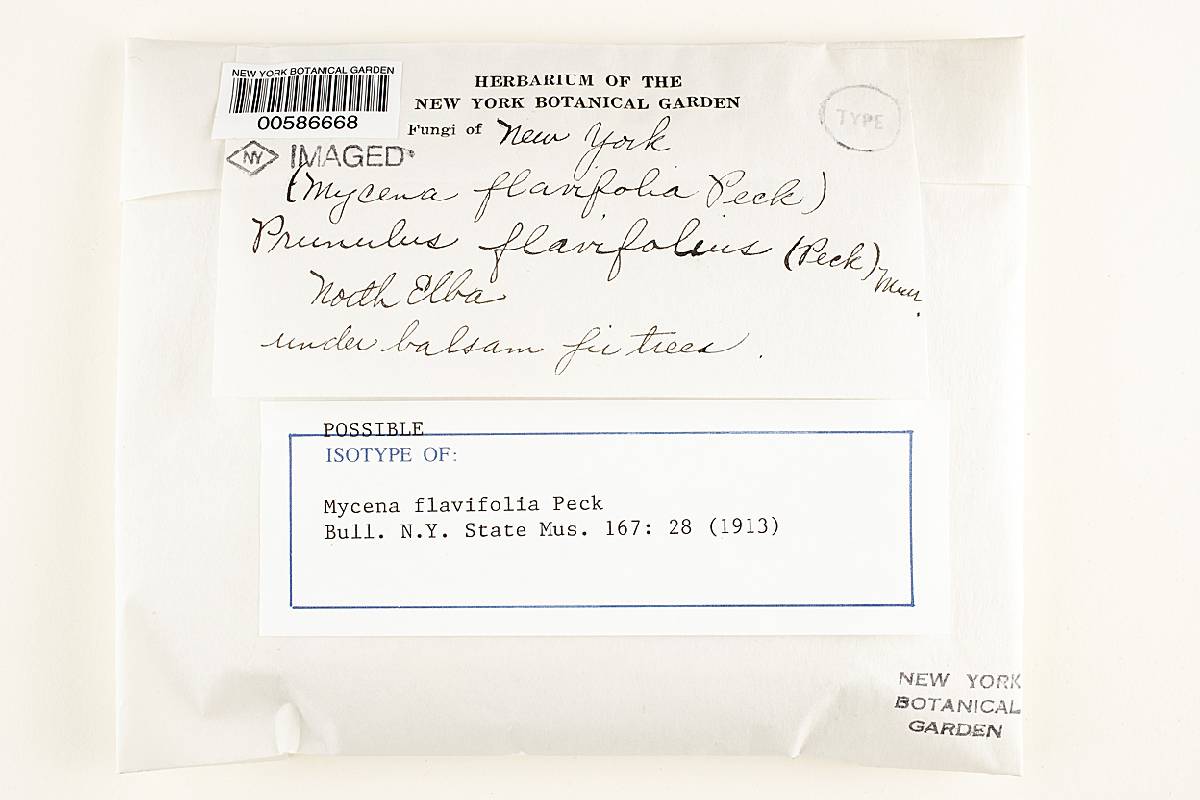 NEW YORK BOTANICAL GARDEN
00586668
HERBARIUM OF THE
NEW YORK BOTANICAL GARDEN
Fungi of New York
TYPE
NY IMAGED
(Mycena flavifolia Peck)
Prunulus flavifolius (Peck) Murr.
North Elba.
under balsam fir trees.
POSSIBLE
ISOTYPE OF:
Mycena flavifolia Peck
Bull. N.Y. State Mus. 167: 28 (1913)
NEW YORK
BOTANICAL
GARDEN